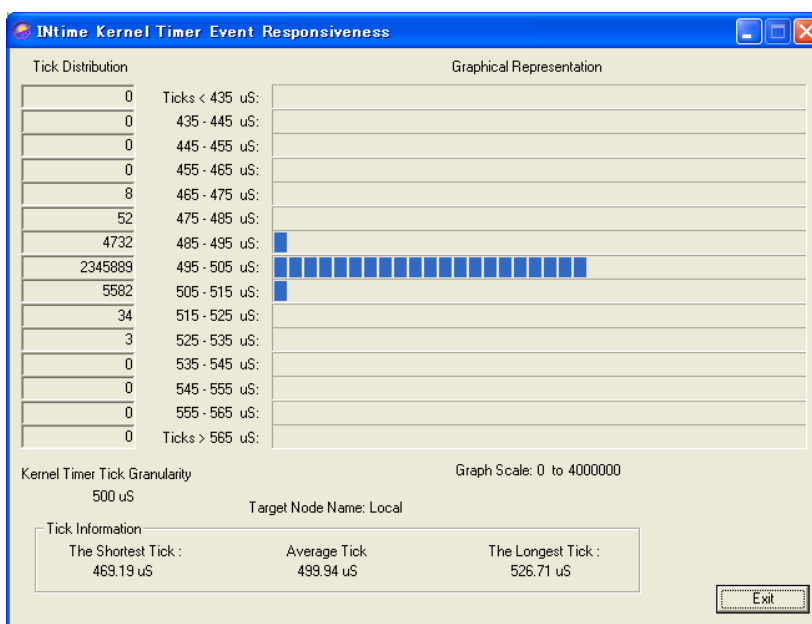 INtime Kernel Timer Event Responsiveness
Tick Distribution Graphical Representation
0 Ticks < 435 uS:
0 435 - 445 uS:
0 445 - 455 uS:
0 455 - 465 uS:
8 465 - 475 uS:
52 475 - 485 uS:
4732 485 - 495 uS:
2345889 495 - 505 uS:
5582 505 - 515 uS:
34 515 - 525 uS:
3 525 - 535 uS:
0 535 - 545 uS:
0 545 - 555 uS:
0 555 - 565 uS:
0 Ticks > 565 uS:
Kernel Timer Tick Granularity
500 uS
Graph Scale: 0 to 4000000
Target Node Name: Local
Tick Information
The Shortest Tick : Average Tick The Longest Tick :
469.19 uS 499.94 uS 526.71 uS
Exit